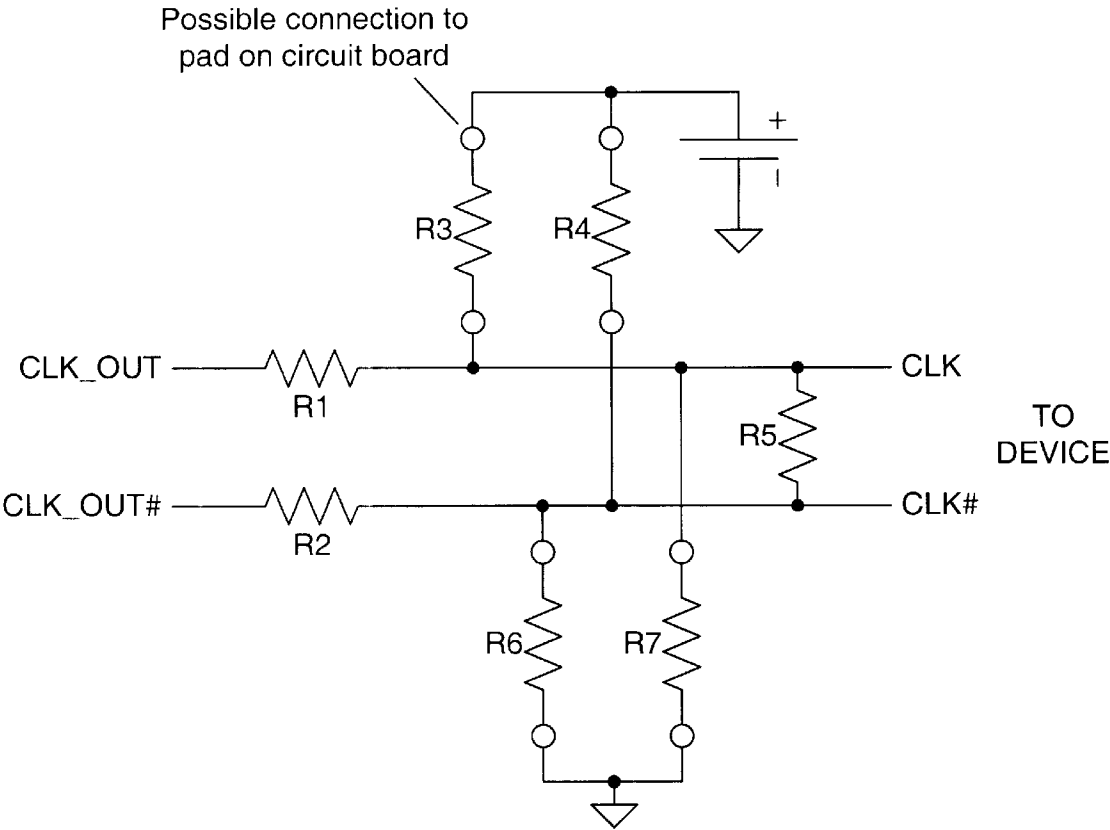 Possible connection to
pad on circuit board
+
R3
R4
CLK_OUT
CLK
R1
R5
TO
DEVICE
CLK_OUT#
CLK#
R2
R6
R7